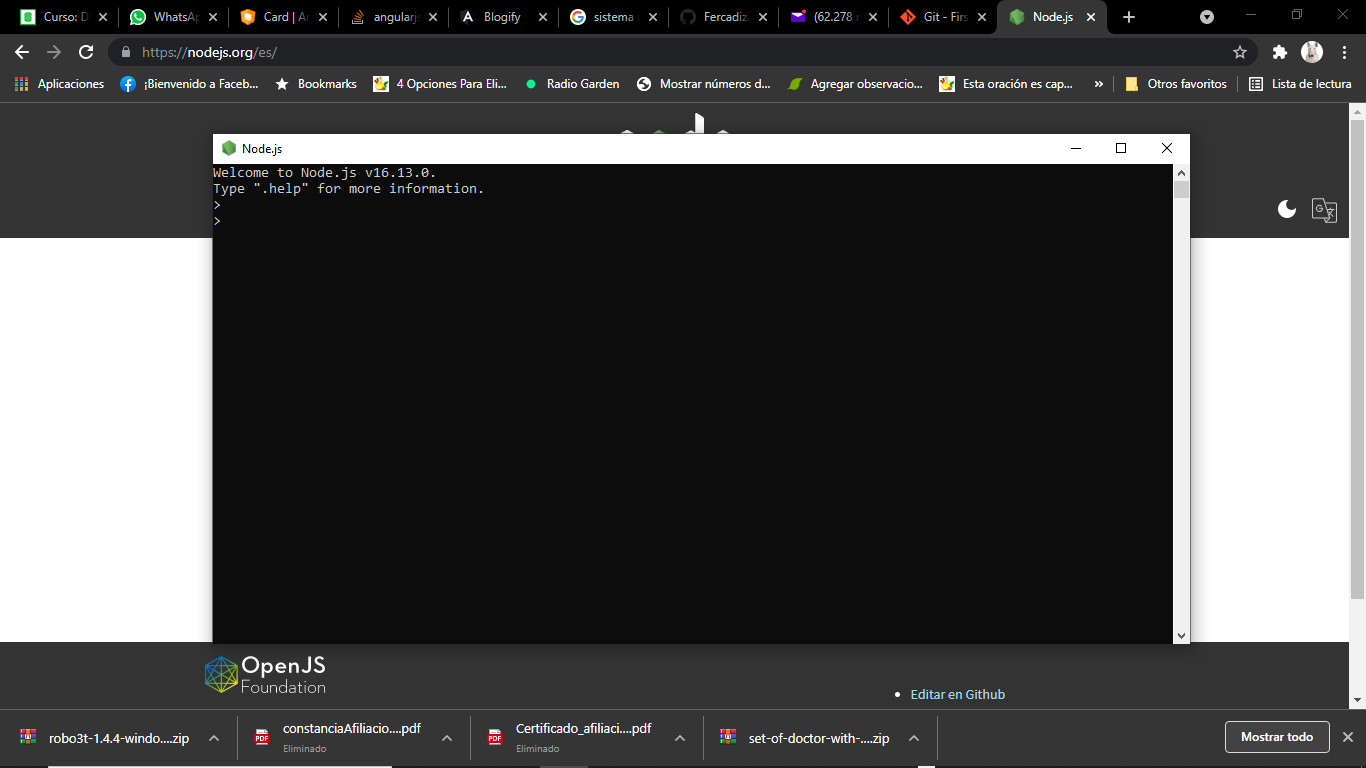 Curso: D
WhatsAp
Card | A
angularj
Blogify
sistema
Fercadiz
(62.278
Git - Firs
Node.js
https://nodejs.org/es/
Aplicaciones
¡Bienvenido a Faceb...
Bookmarks
4 Opciones Para Eli...
Radio Garden
Mostrar números d...
Agregar observacio...
Esta oración es cap...
»
Otros favoritos
Lista de lectura
Node.js
Welcome to Node.js v16.13.0.
Type ".help" for more information.
>
>
OpenJS
Foundation
Editar en Github
robo3t-1.4.4-windo....zip
constanciaAfiliacio....pdf
Eliminado
Certificado_afiliaci....pdf
Eliminado
set-of-doctor-with-....zip
Mostrar todo